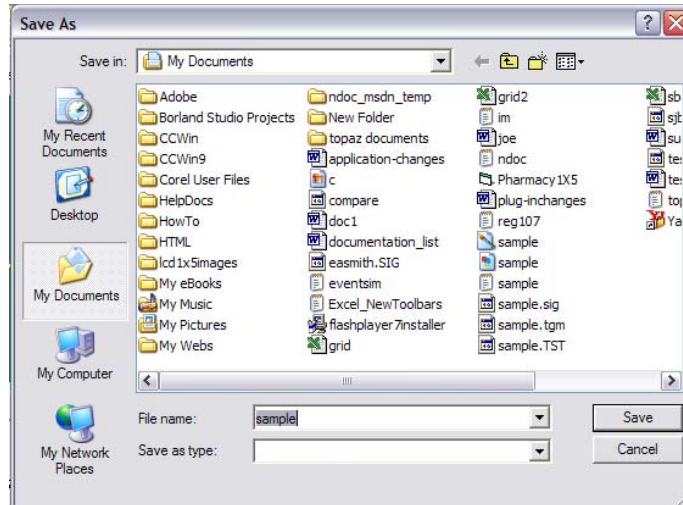 Save As
Save in:
My Documents
My Recent
Documents
Desktop
My Documents
My Computer
My Network
Places
Adobe
Borland Studio Projects
CCWin
CCWin9
Corel User Files
HelpDocs
HowTo
HTML
lcd1x5images
My eBooks
My Music
My Pictures
My Webs
ndoc_msdn_temp
New Folder
topaz documents
application-changes
c
compare
doc1
documentation_list
easmith.SIG
eventsim
Excel_NewToolbars
flashplayer7installer
grid
grid2
im
joe
ndoc
Pharmacy1X5
plug-inchanges
reg107
sample
sample
sample
sample.sig
sample.tgm
sample.TST
File name:
sample
Save
Save as type:
Cancel